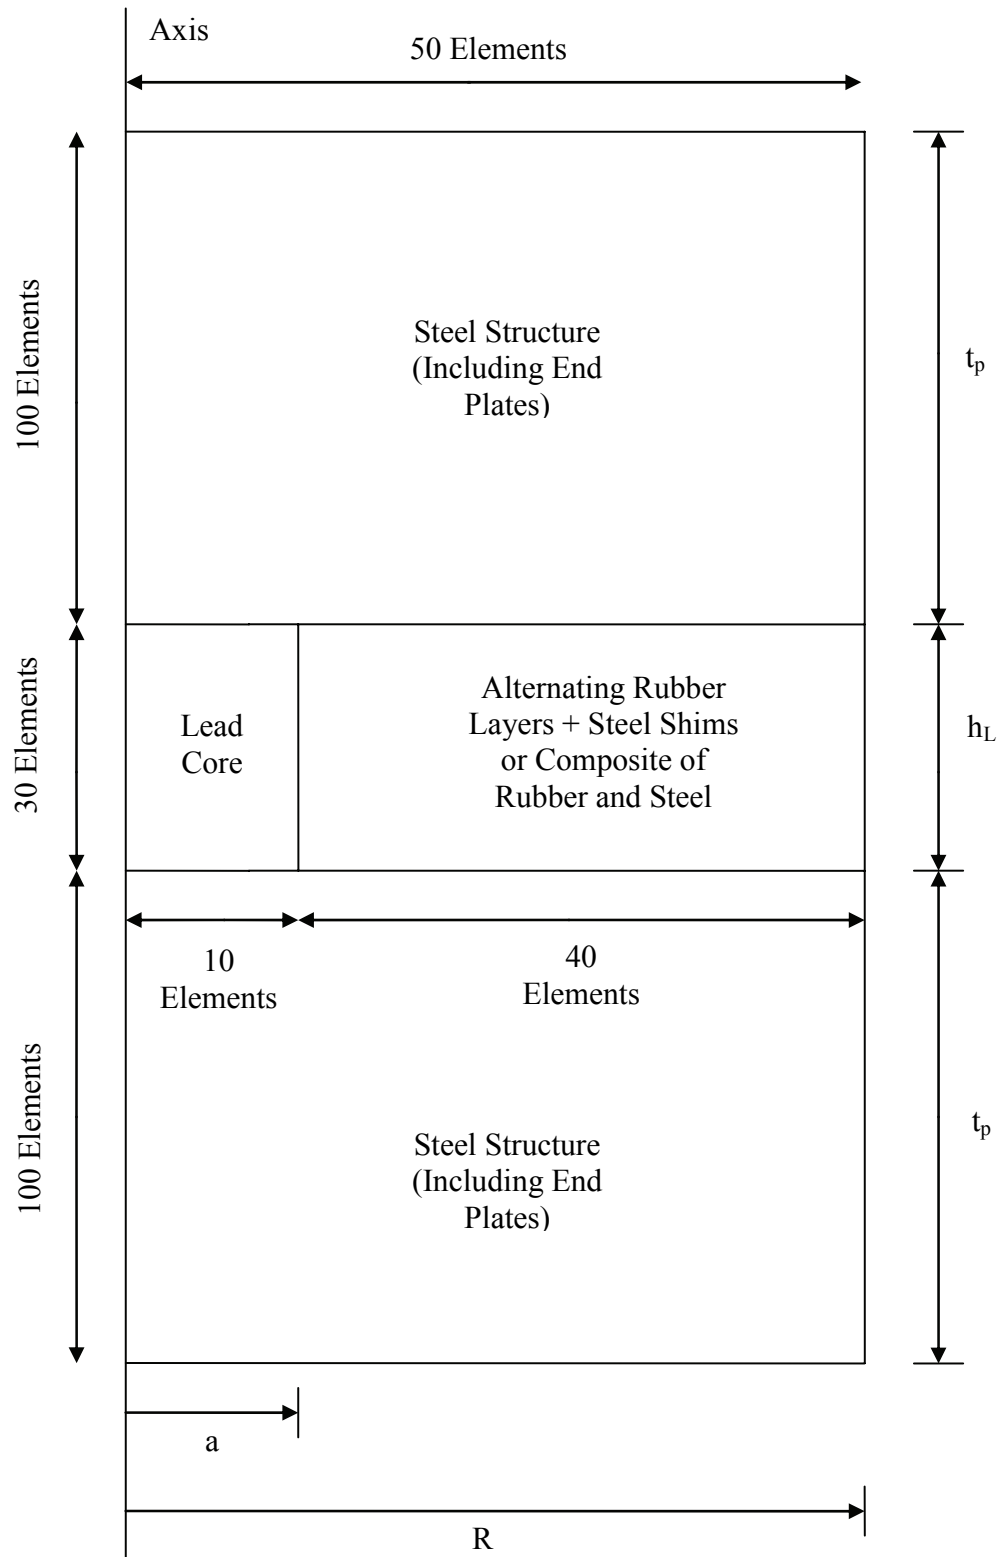 Axis
50 Elements
100 Elements
Steel Structure
(Including End
Plates)
tp
30 Elements
Lead
Core
Alternating Rubber
Layers + Steel Shims
or Composite of
Rubber and Steel
hL
10
Elements
40
Elements
100 Elements
Steel Structure
(Including End
Plates)
tp
a
R